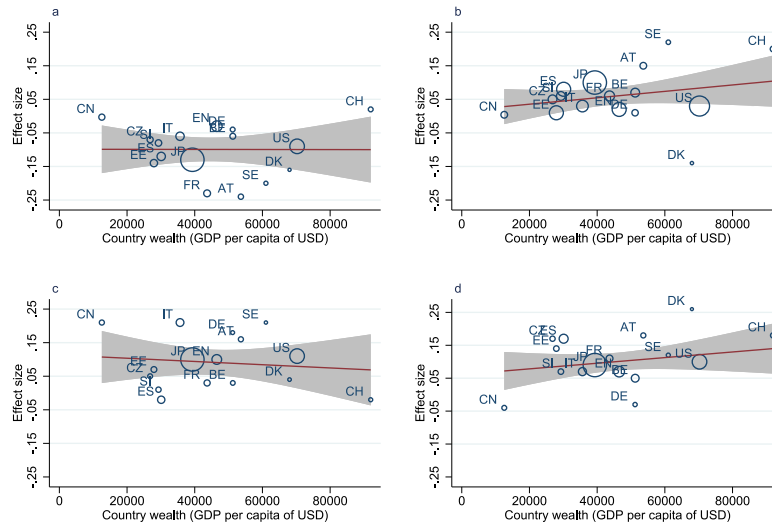 a
Effect size
.25
.15
.05
-.05
-.15
-.25
CN
CZ
SI
ES
EE
IT
EN
DE
JP
FR
AT
SE
DK
US
CH
0
20000
40000
60000
80000
100000
Country wealth (GDP per capita of USD)
b
Effect size
.25
.15
.05
-.05
-.15
-.25
CN
CZ
ES
SI
EE
IT
JP
FR
EN
BE
DE
AT
SE
DK
US
CH
0
20000
40000
60000
80000
Country wealth (GDP per capita of USD)
c
Effect size
.25
.15
.05
-.05
-.15
-.25
CN
EE
CZ
SI
ES
IT
JP
EN
FR
BE
DE
AT
SE
US
DK
CH
0
20000
40000
60000
80000
100000
Country wealth (GDP per capita of USD)
d
Effect size
.25
.15
.05
-.05
-.15
-.25
CN
CZ
ES
EE
SI
IT
JP
FR
EN
BE
DE
AT
SE
DK
US
CH
0
20000
40000
60000
80000
Country wealth (GDP per capita of USD)